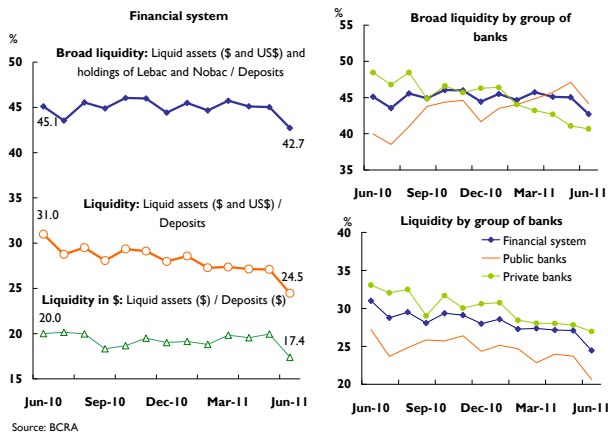 Financial system
%
Broad liquidity: Liquid assets ($ and US$) and
holdings of Lebac and Nobac / Deposits
50
45
40
35
30
25
20
15
45.1
42.7
Liquidity: Liquid assets ($ and US$) /
Deposits
31.0
24.5
Liquidity in $: Liquid assets ($) / Deposits ($)
20.0
17.4
Jun-10 Sep-10 Dec-10 Mar-11 Jun-11
Source: BCRA
Broad liquidity by group of
banks
%
55
50
45
40
35
Jun-10 Sep-10 Dec-10 Mar-11 Jun-11
Liquidity by group of banks
%
40
35
30
25
20
Financial system
Public banks
Private banks
Jun-10 Sep-10 Dec-10 Mar-11 Jun-11